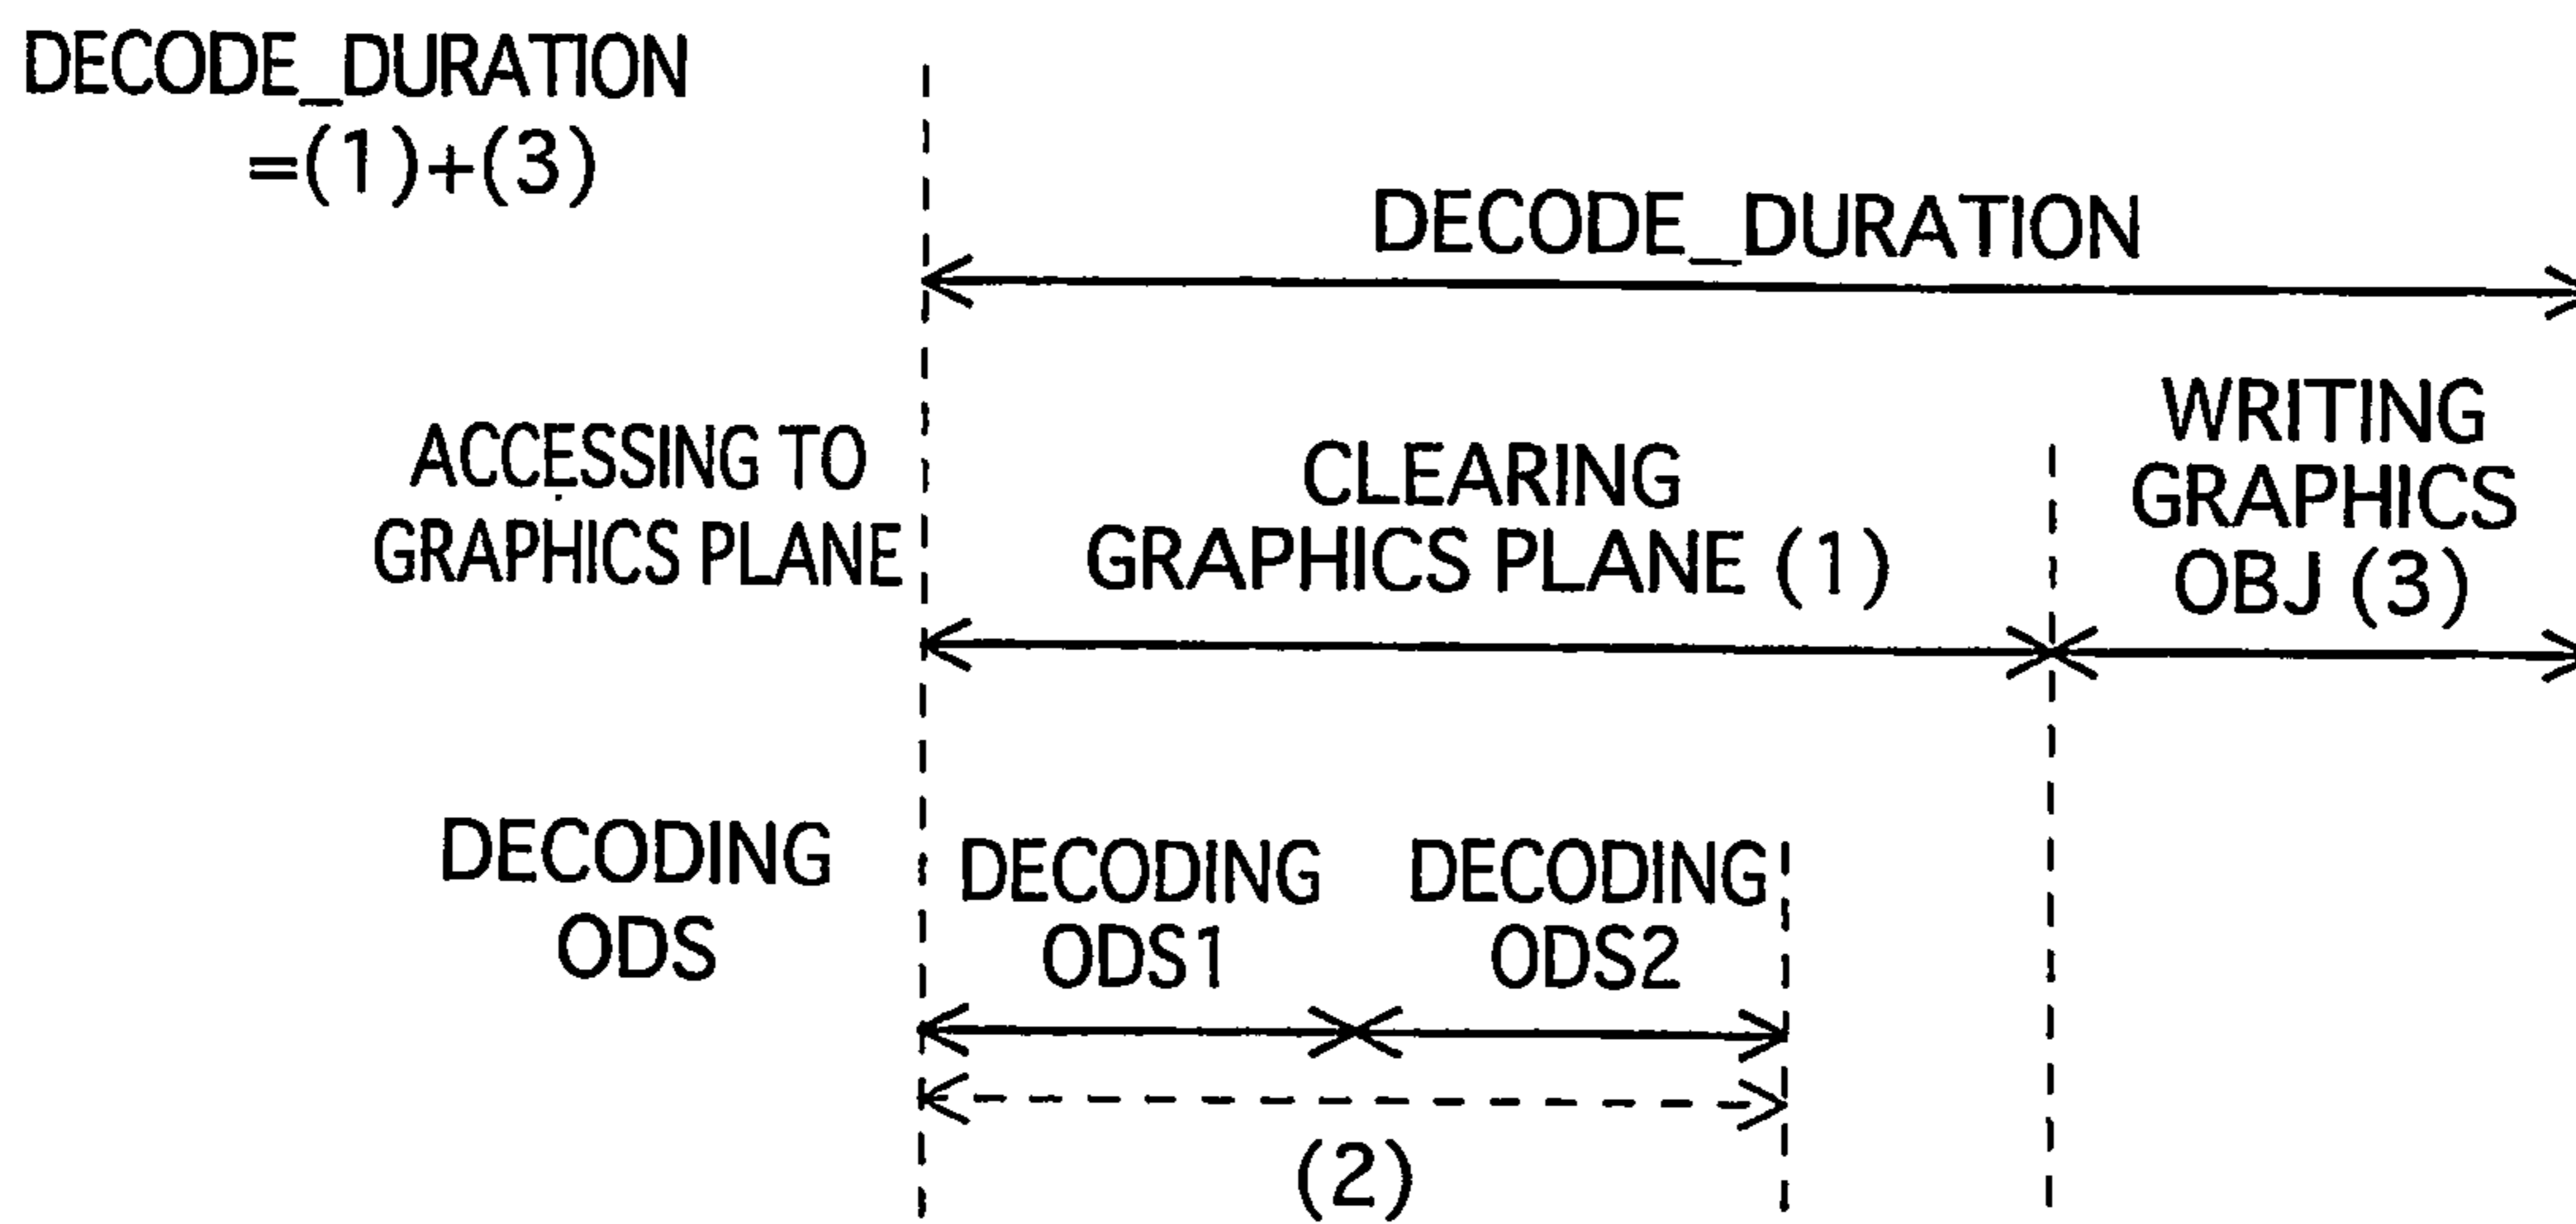 DECODE_DURATION
=(1)+(3)
DECODE_DURATION
ACCESSING TO
GRAPHICS PLANE
CLEARING
GRAPHICS PLANE (1)
WRITING
GRAPHICS
OBJ (3)
DECODING
ODS
DECODING
ODS1
DECODING
ODS2
(2)